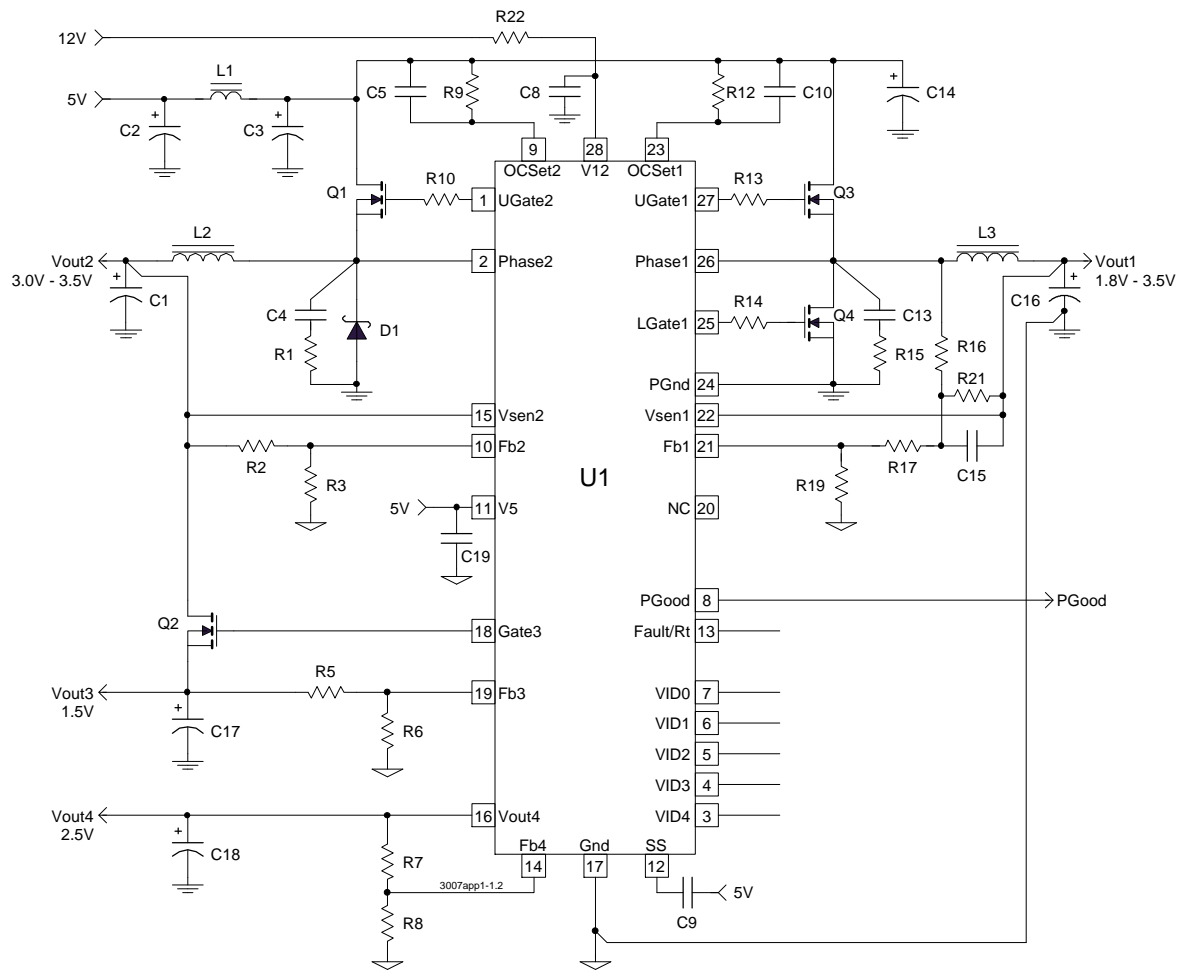 R22
12V
L1
5V
C2
C3
C5
R9
C8
R12
C10
C14
9
28
23
OCSet2
V12
OCSet1
Q1
R10
1
UGate2
UGate1
27
R13
Q3
Vout2
3.0V - 3.5V
L2
2
Phase2
Phase1
26
L3
Vout1
1.8V - 3.5V
C1
C4
R1
D1
LGate1
25
R14
Q4
C13
R15
C16
R16
R21
PGnd
24
15
Vsen2
Vsen1
22
R2
10
Fb2
Fb1
21
R17
C15
R3
U1
R19
5V
11
V5
NC
20
C19
PGood
8
PGood
Q2
18
Gate3
Fault/Rt
13
Vout3
1.5V
R5
19
Fb3
VID0
7
C17
R6
VID1
6
VID2
5
VID3
4
Vout4
2.5V
16
Vout4
VID4
3
C18
R7
Fb4
Gnd
SS
14
17
12
3007app1-1.2
5V
C9
R8